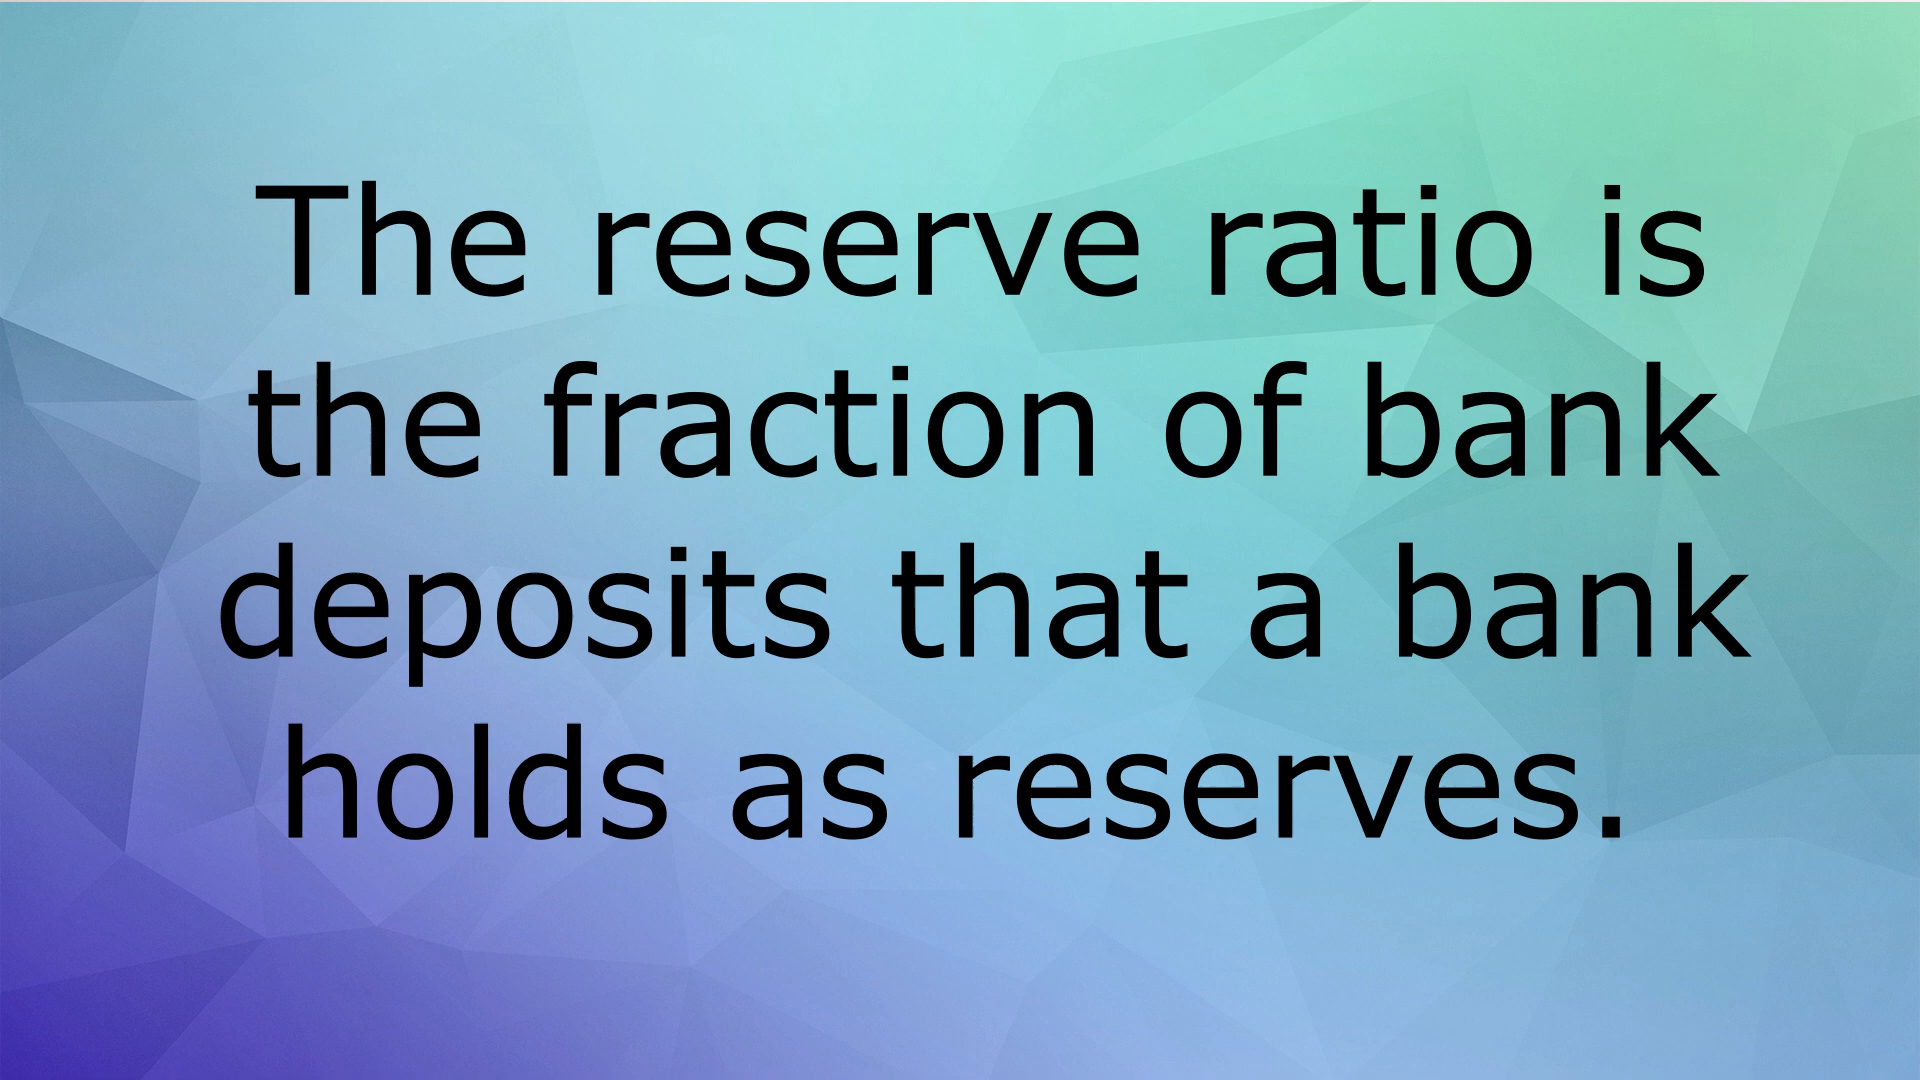 The reserve ratio is
the fraction of bank
deposits that a bank
holds as reserves.